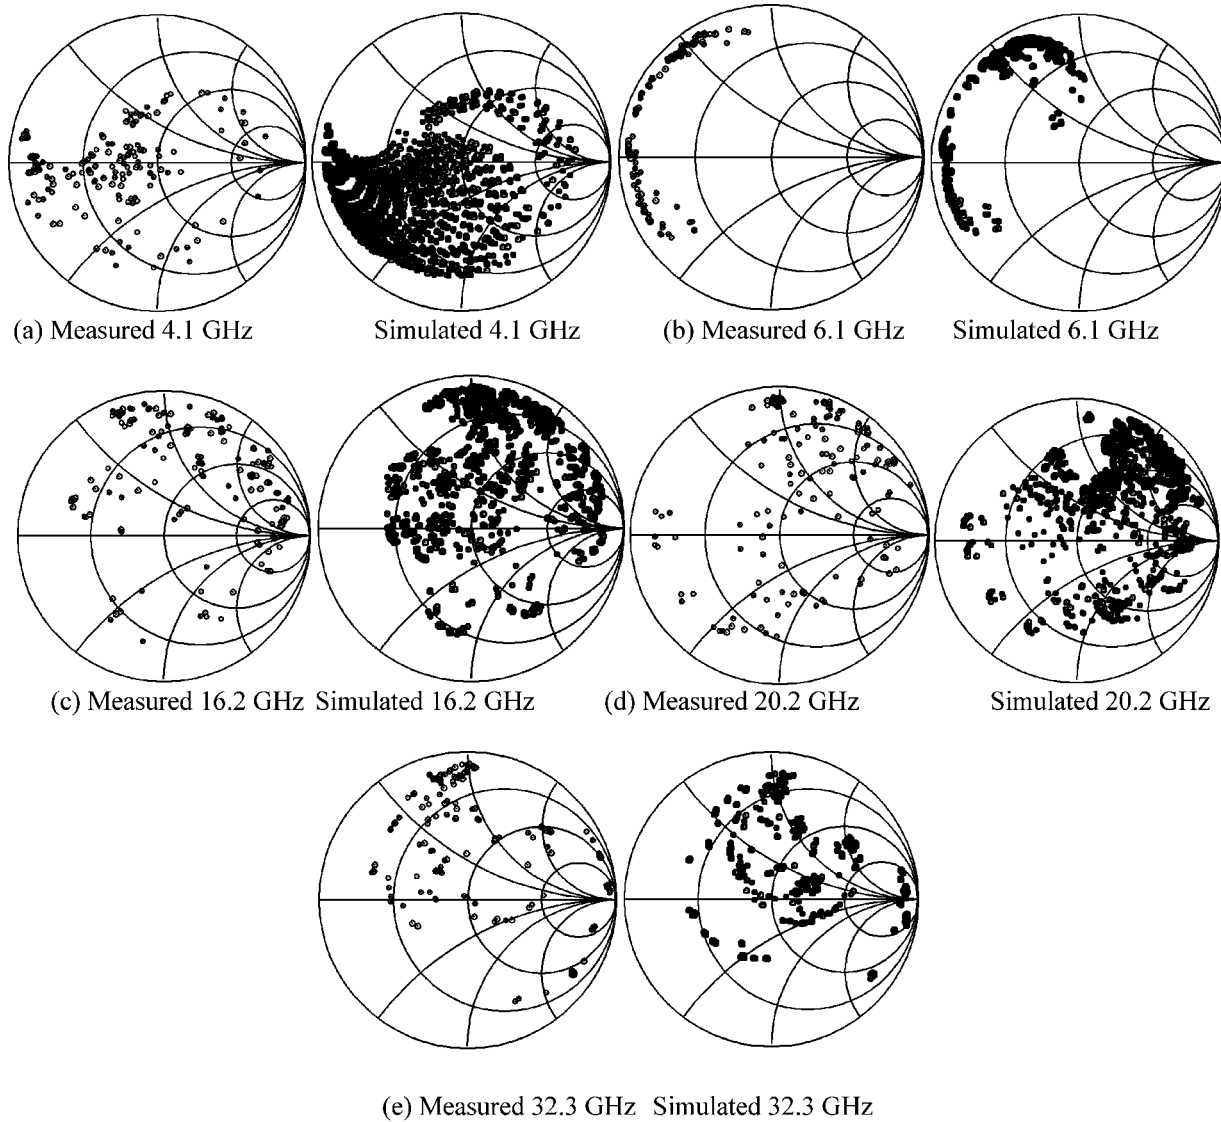 (a) Measured 4.1 GHz Simulated 4.1 GHz (b) Measured 6.1 GHz Simulated 6.1 GHz
(c) Measured 16.2 GHz Simulated 16.2 GHz (d) Measured 20.2 GHz Simulated 20.2 GHz
(e) Measured 32.3 GHz Simulated 32.3 GHz